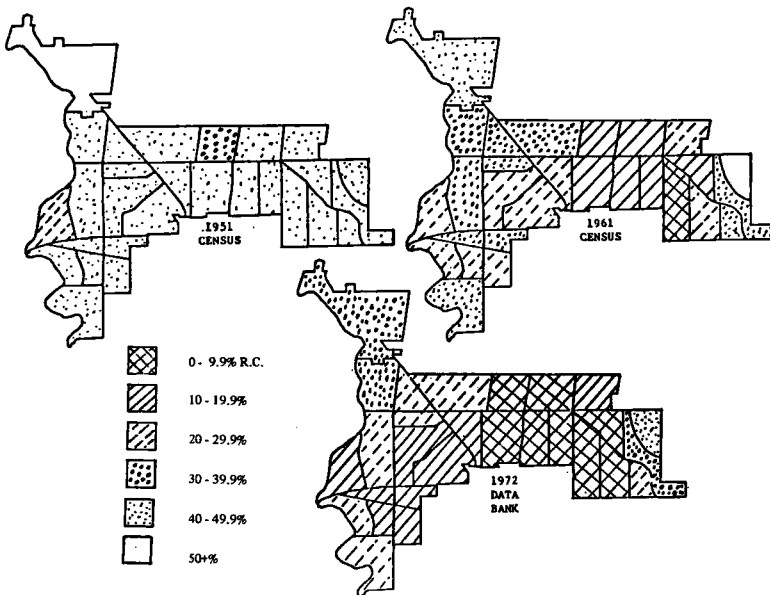 1951
CENSUS
1961
CENSUS
1972
DATA
BANK
0 - 9.9% R.C.
10 - 19.9%
20 - 29.9%
30 - 39.9%
40 - 49.9%
50+%